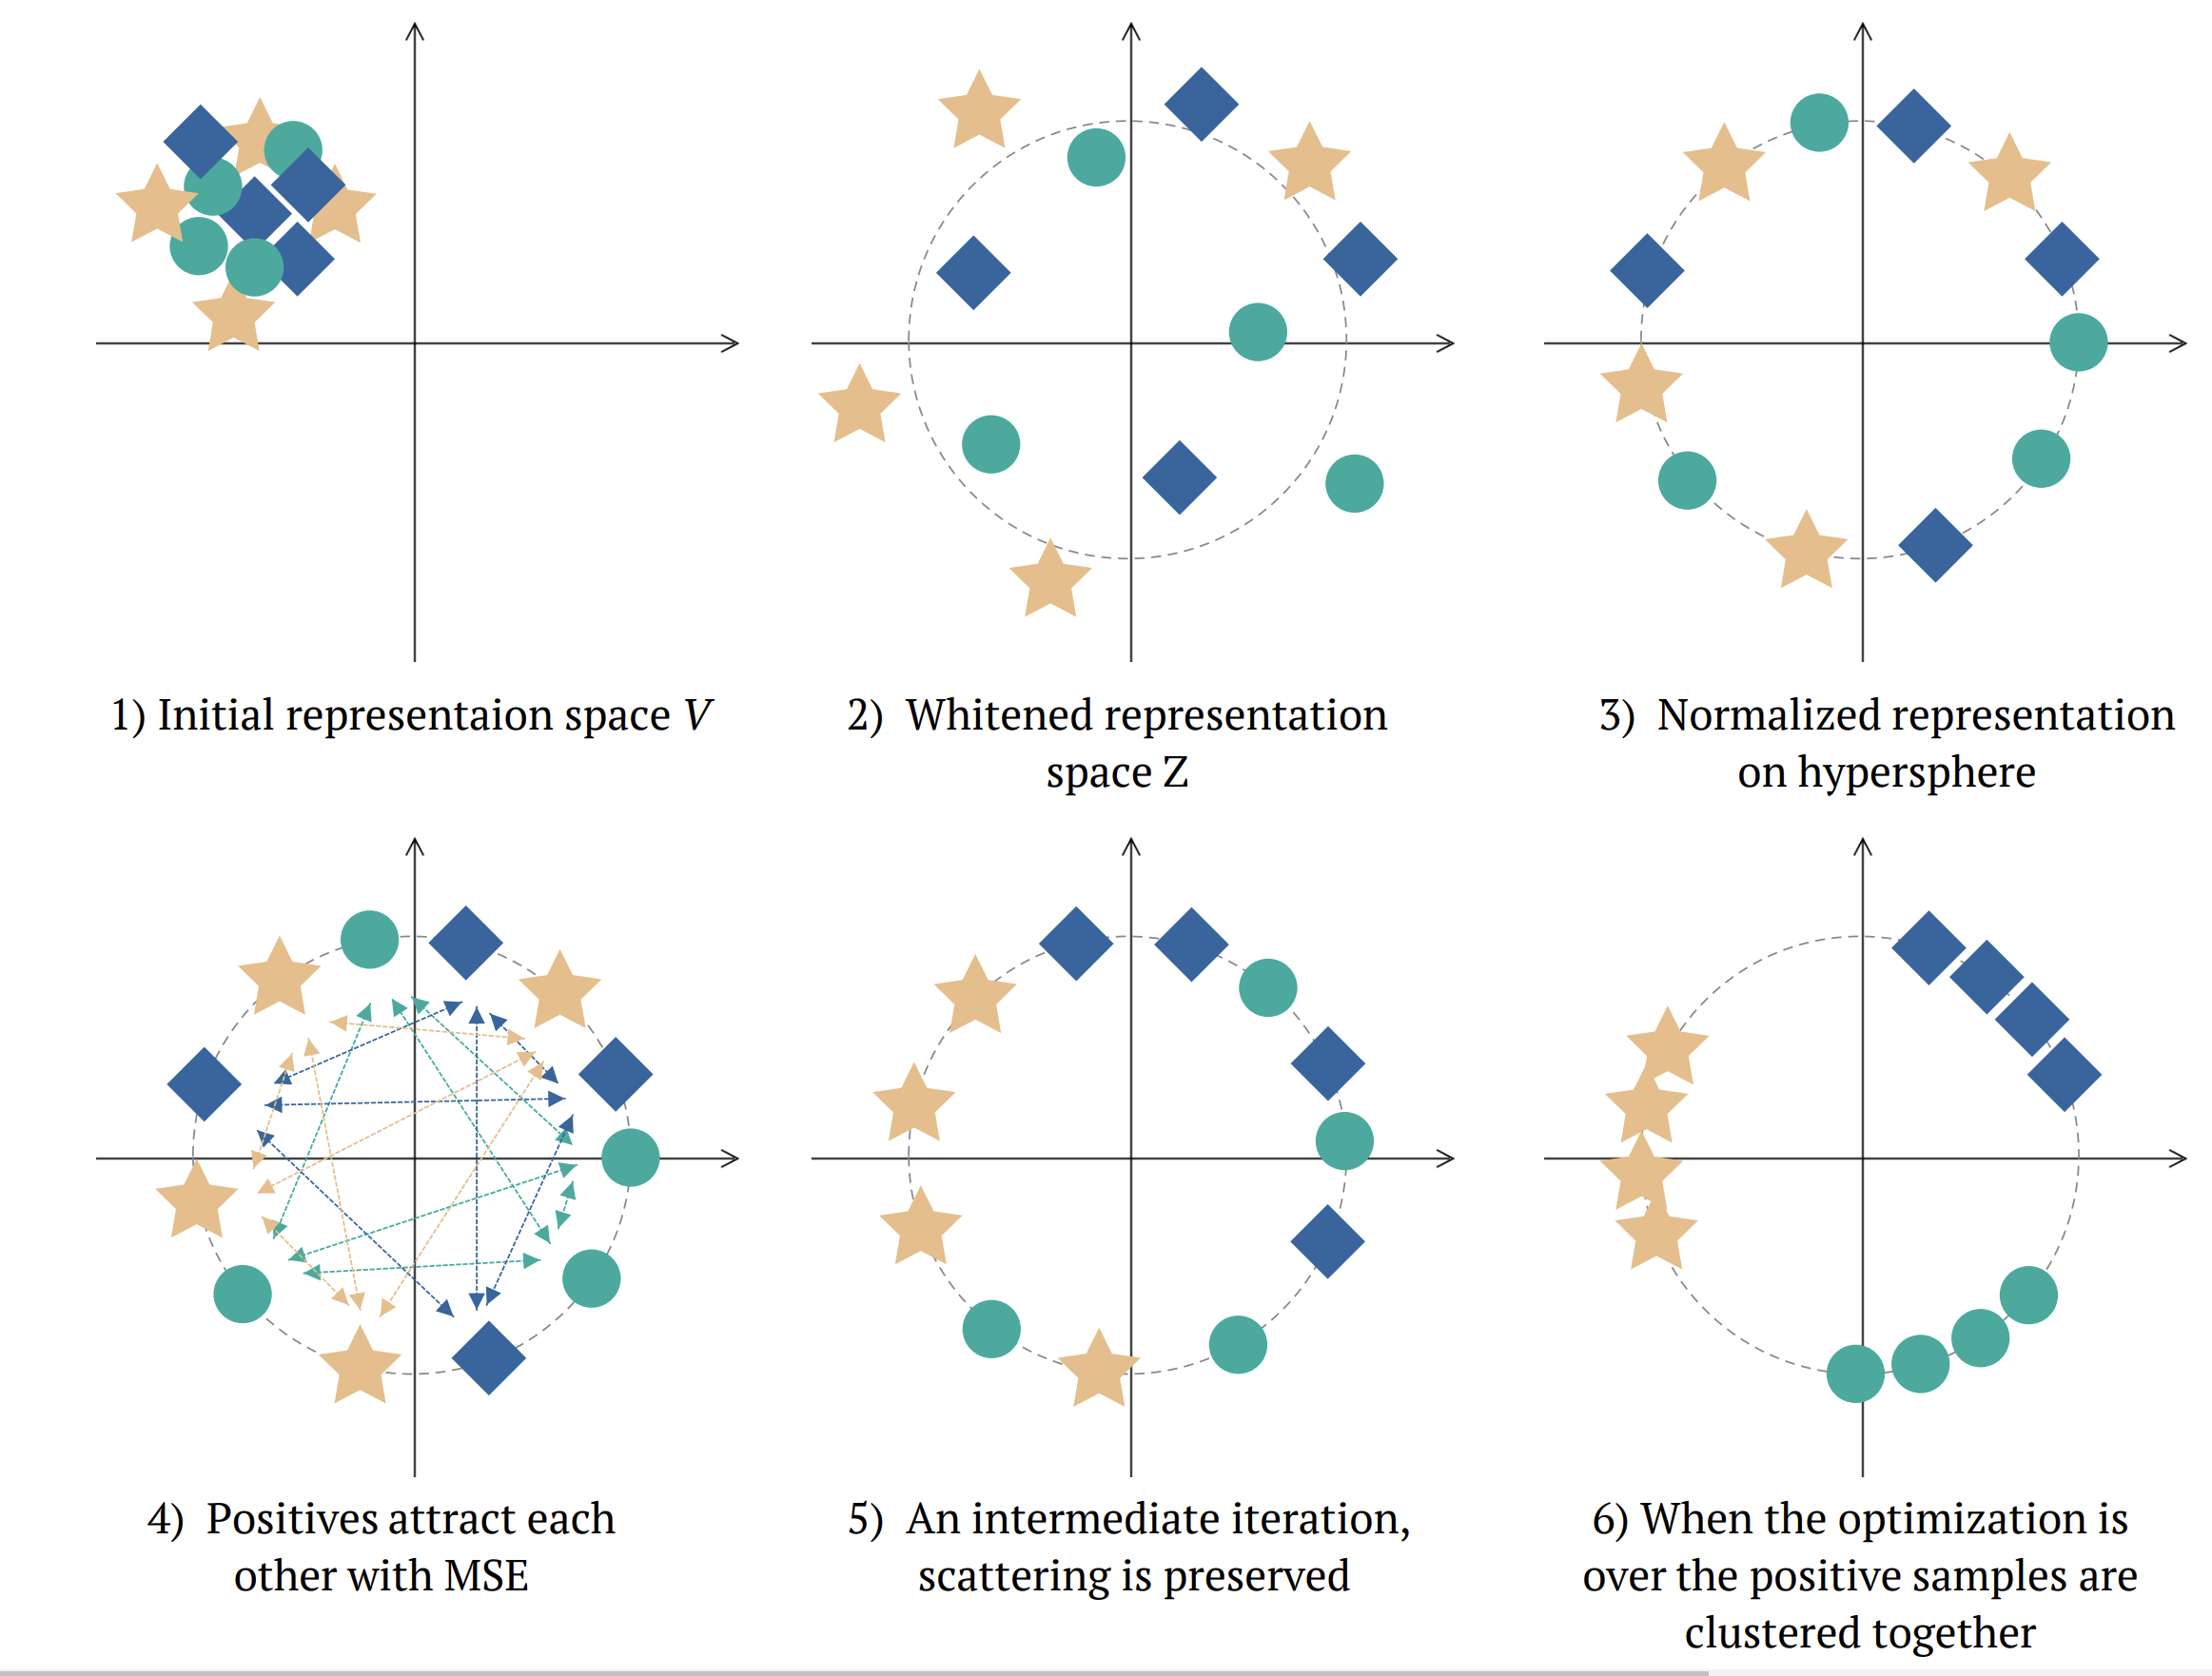 1) Initial representaion space V
2) Whitened representation
space Z
3) Normalized representation
on hypersphere
4) Positives attract each
other with MSE
5) An intermediate iteration,
scattering is preserved
6) When the optimization is
over the positive samples are
clustered together